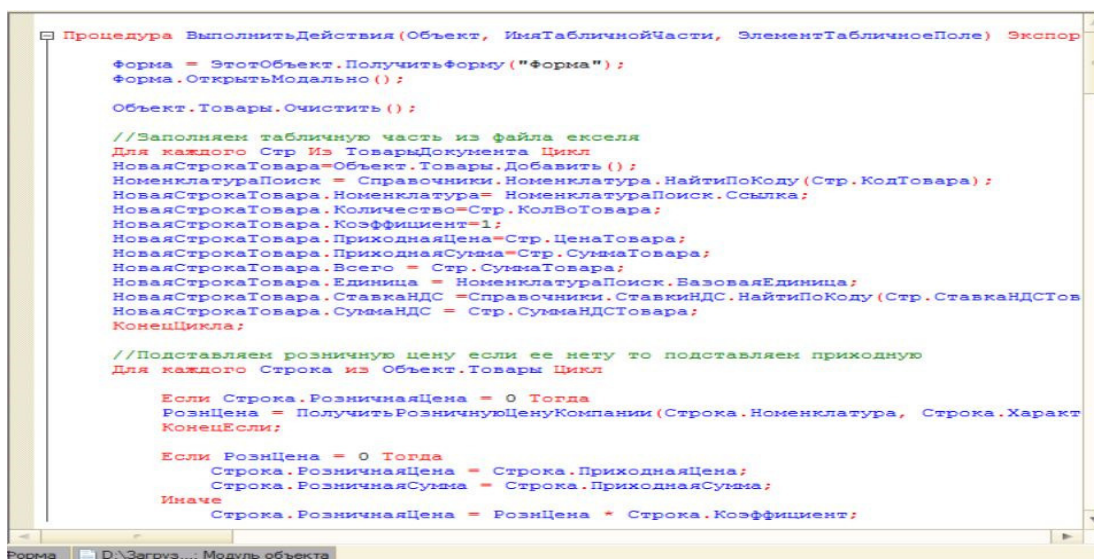 Процедура ВыполнитьДействия(Объект, ИмяТабличнойЧасти, ЭлементТабличноеПоле) Экспор
Форма = ЭтотОбъект.ПолучитьФорму("Форма");
Форма.ОткрытьМодально();
Объект.Товары.Очистить();
//Заполняем табличную часть из файла екселя
Для каждого Стр Из ТоварыДокумента Цикл
НоваяСтрокаТовара=Объект.Товары.Добавить();
НоменклатураПоиск = Справочники.Номенклатура.НайтиПоКоду(Стр.КодТовара);
НоваяСтрокаТовара.Номенклатура= НоменклатураПоиск.Ссылка;
НоваяСтрокаТовара.Количество=Стр.КолВоТовара;
НоваяСтрокаТовара.Коэффициент=1;
НоваяСтрокаТовара.ПриходнаяЦена=Стр.ЦенаТовара;
НоваяСтрокаТовара.ПриходнаяСумма=Стр.СуммаТовара;
НоваяСтрокаТовара.Всего = Стр.СуммаТовара;
НоваяСтрокаТовара.Единица = НоменклатураПоиск.БазоваяЕдиница;
НоваяСтрокаТовара.СтавкаНДС =Справочники.СтавкиНДС.НайтиПоКоду(Стр.СтавкаНДСТов
НоваяСтрокаТовара.СуммаНДС = Стр.СуммаНДСТовара;
КонецЦикла;
//Подставляем розничную цену если ее нету то подставляем приходную
Для каждого Строка из Объект.Товары Цикл
Если Строка.РозничнаяЦена = 0 Тогда
РознЦена = ПолучитьРозничнуюЦенуКомпании(Строка.Номенклатура, Строка.Характ
КонецЕсли;
Если РознЦена = 0 Тогда
Строка.РозничнаяЦена = Строка.ПриходнаяЦена;
Строка.РозничнаяСумма = Строка.ПриходнаяСумма;
Иначе
Строка.РозничнаяЦена = РознЦена * Строка.Коэффициент;
Форма D:\Загруз...: Модуль объекта